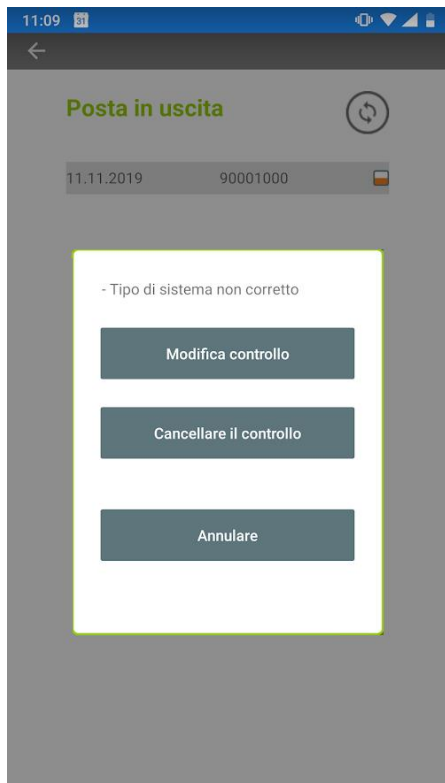 11:09 31
Posta in uscita
11.11.2019 90001000
- Tipo di sistema non corretto
Modifica controllo
Cancellare il controllo
Annulare